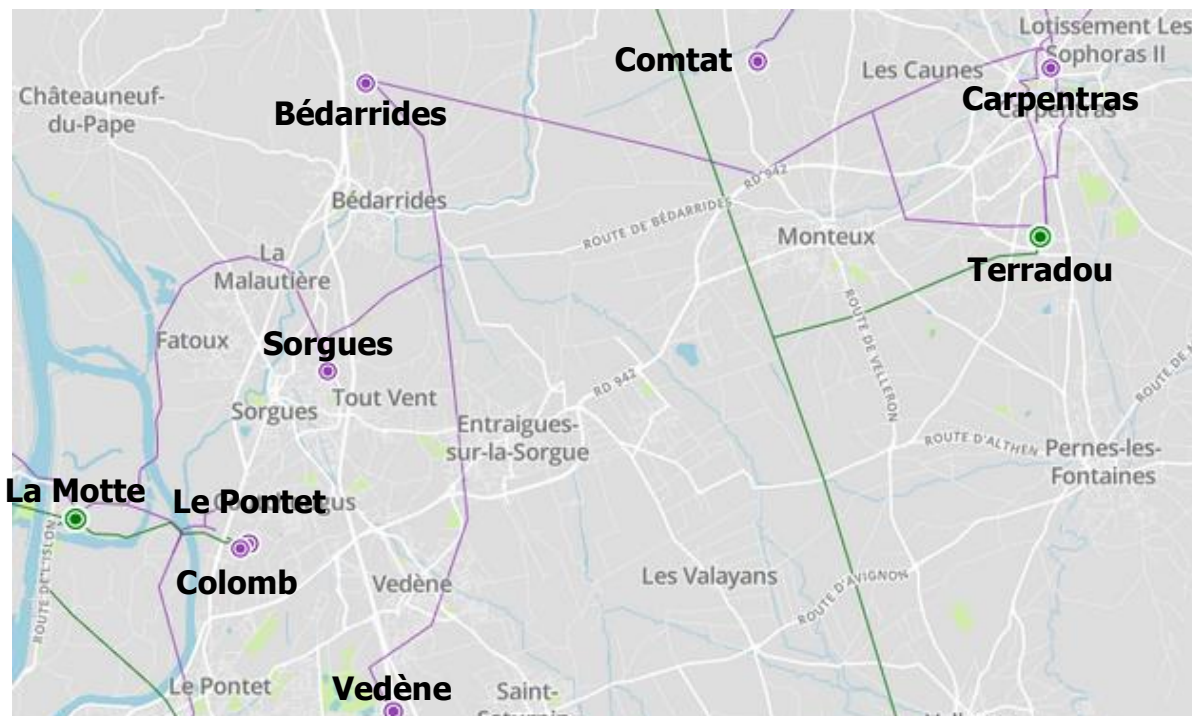 Lotissement Les
Sophoras II
Comtat
Les Caunes
Carpentras
Carpentras
Châteauneuf-
du-Pape
Bédarrides
RD 942
Bédarrides
ROUTE DE BÉDARRIDES
Monteux
La
Malautière
Terradou
Fatoux
Sorgues
ROUTE DE VELLERON
RD 942
Tout Vent
Sorgues
Entraigues-
sur-la-Sorgue
ROUTE D'ALTHEN
Pernes-les-
Fontaines
ROUTE DE
La Motte
Le Pontet
ROUTE DE L'ISLON
Colomb
Vedène
Les Valayans
ROUTE D'AVIGNON
Le Pontet
Vedène
Saint-